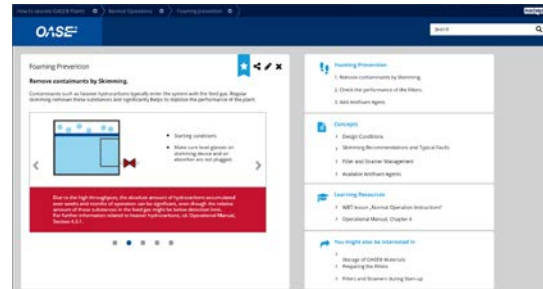 How to operate OASE® Plants
Normal Operations
Foaming prevention
OASE®
Search
Foaming Prevention
Remove contaminants by Skimming.
Contaminants such as heavier hydrocarbons typically enter the system with the feed gas. Regular
skimming removes these substances and significantly helps to stabilize the performance of the plant.
Starting conditions
Make sure level glasses on
skimming device and on
absorber are not plugged.
Due to the high throughput, the absolute amount of hydrocarbons accumulated
over weeks and months of operation can be significant, even though the relative
amount of these substances in the feed gas might be below detection limit.
For further information related to heavier hydrocarbons, cd. Operational Manual,
Section 4.3.1.
Foaming Prevention
1. Remove contaminants by Skimming.
2. Check the performance of the Filters.
3. Add Antifoam Agent
Concepts
Design Conditions
Skimming Recommendations and Typical Faults
Filter and Strainer Management
Available Antifoam Agents
Learning Resources
WBT lesson „Normal Operation Instructions"
Operational Manual, Chapter 4
You might also be interested in
Storage of OASE® Materials
Preparing the Filters
Filters and Strainers during Start-up